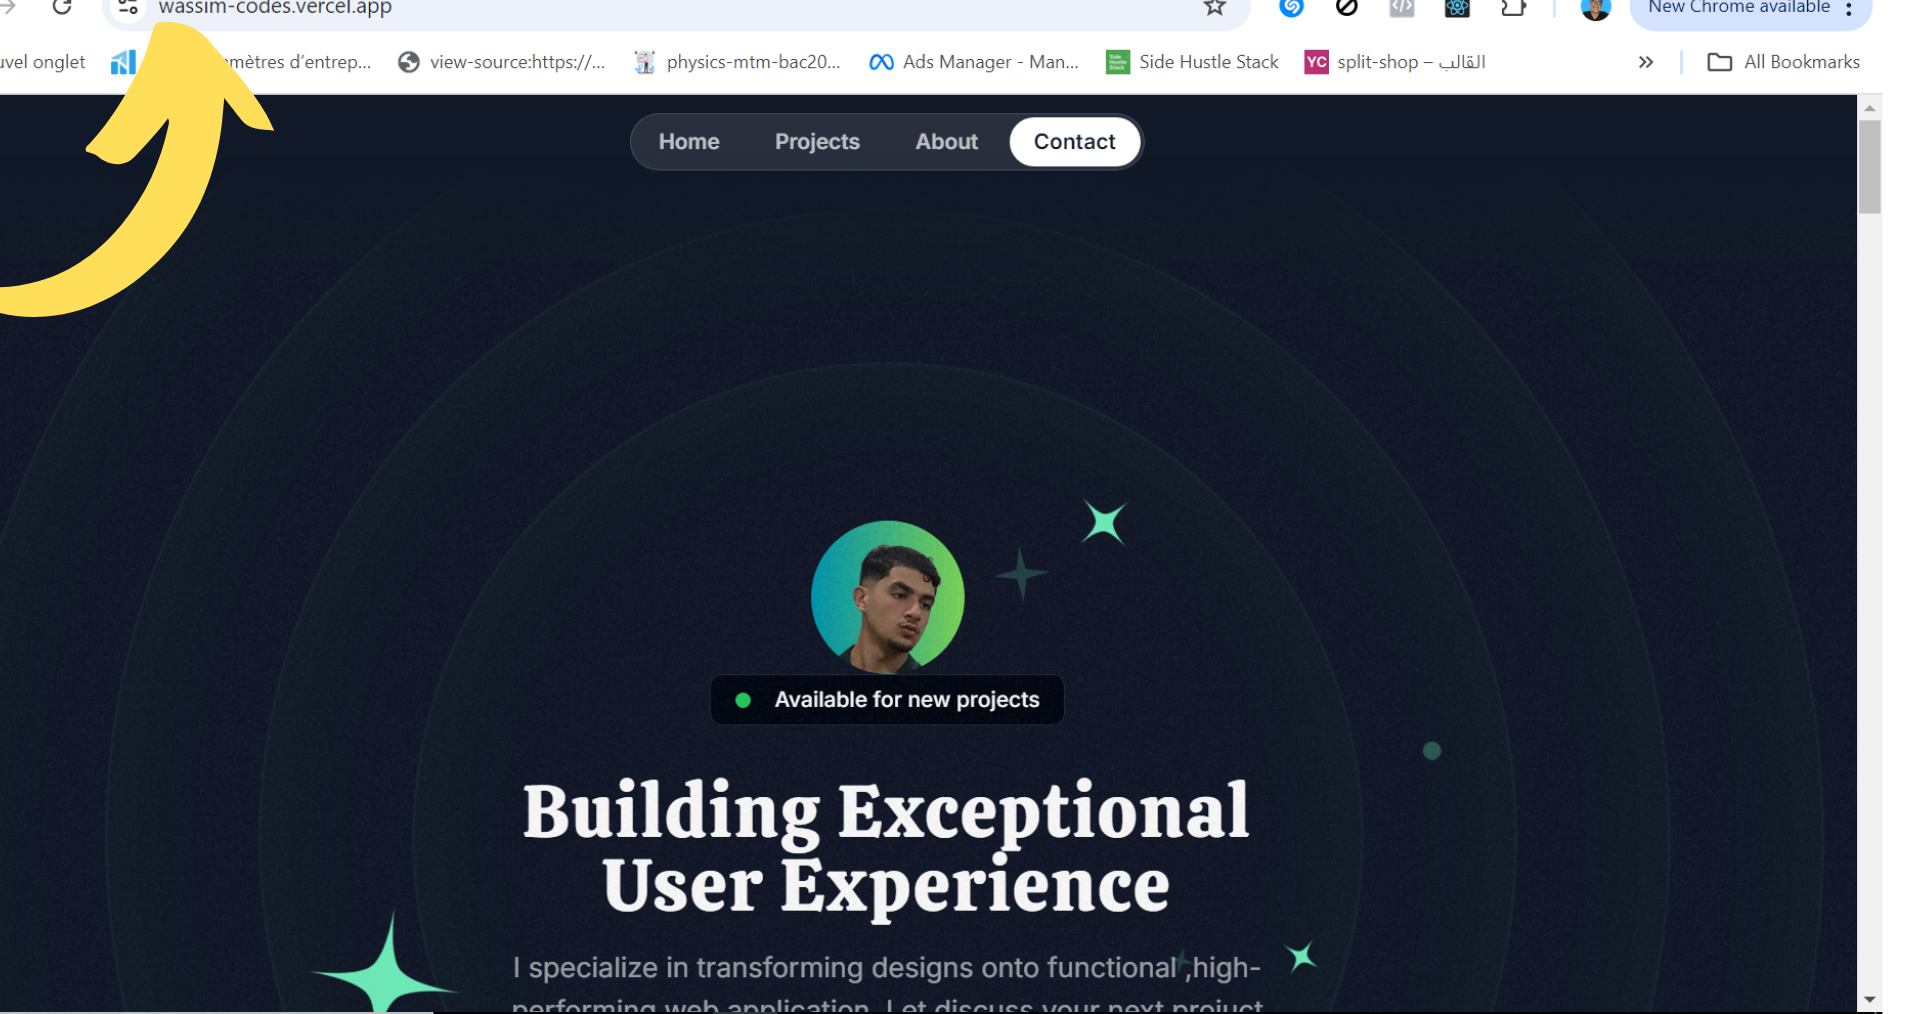 wassim-codes.vercel.app
New Chrome available
uvel onglet
mètres d'entrep...
view-source:https://...
physics-mtm-bac20...
Ads Manager - Man...
Side Hustle Stack
YC
split-shop – القالب
All Bookmarks
Home
Projects
About
Contact
Available for new projects
Building Exceptional
User Experience
I specialize in transforming designs onto functional ,high-
performing web application. Let discuss your next project